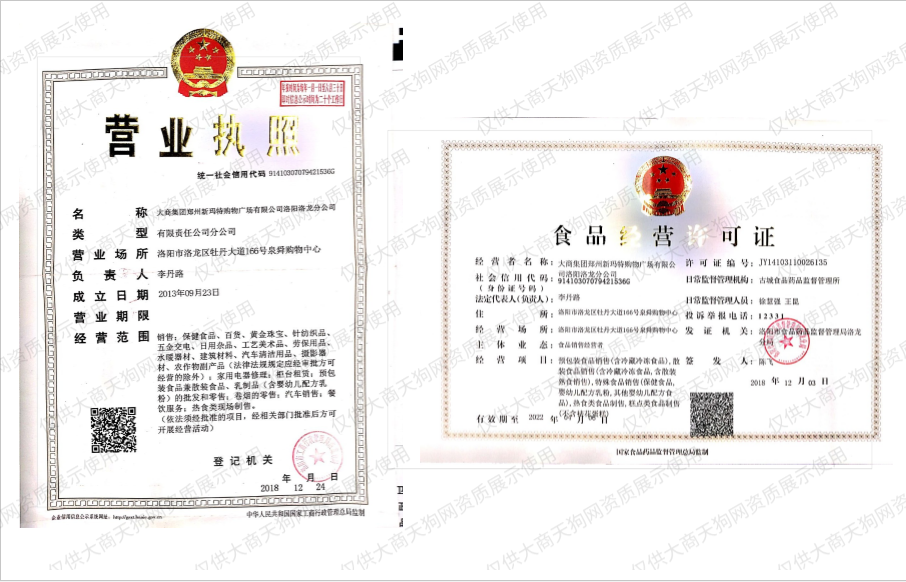 营业执照
统一社会信用代码 91410307079421536G
名称 大商集团郑州新玛特购物广场有限公司洛阳洛龙分公司
类型 有限责任公司分公司
营业场所 洛阳市洛龙区牡丹大道166号泉舜购物中心
负责人 李丹路
成立日期 2013年09月23日
营业期限
经营范围 销售:保健食品、百货、黄金珠宝、针纺织品、
五金交电、日用杂品、工艺美术品、劳保用品、
水暖器材、建筑材料、汽车清洁用品、摄影器
材、农作物副产品(法律法规规定应经审批方可
经营的除外);家用电器修理;柜台租赁;预包
装食品兼散装食品、乳制品(含婴幼儿配方乳
粉)的批发和零售;卷烟的零售;汽车销售;餐
饮服务:热食类现场制售。
(依法须经批准的项目,经相关部门批准后方可
开展经营活动)
登记机关
年 月 日
2018 12 24
企业信用信息公示系统网址:
中华人民共和国国家工商行政管理总局监制
食品经营许可证
经营者名称:大商集团郑州新玛特购物广场有限公
司洛阳洛龙分公司
社会信用代码:91410307079421536G
(身份证号码)
法定代表人(负责人):李丹路
住所:洛阳市洛龙区牡丹大道166号泉舜购物中心
经营场所:洛阳市洛龙区牡丹大道166号泉舜购物中心
主体业态:食品销售经营者
经营项目:预包装食品销售(含冷藏冷冻食品),散
装食品销售(含冷藏冷冻食品,含散装
熟食销售),特殊食品销售(保健食品,
婴幼儿配方乳粉,其他婴幼儿配方食
品),热食类食品制售,糕点类食品制售
(不含裱花蛋糕)
有效期至 2022 年 月 日
许可证编号:JY14103110026135
日常监督管理机构:古城食品药品监督管理所
日常监督管理人员:徐慧强 王昆
投诉举报电话:12331
发证机关:洛阳市食品药品监督管理局洛龙
分局
签发人:陈飞
2018 年 12 月 03 日
国家食品药品监督管理总局监制
仅供大商天狗网资质展示使用